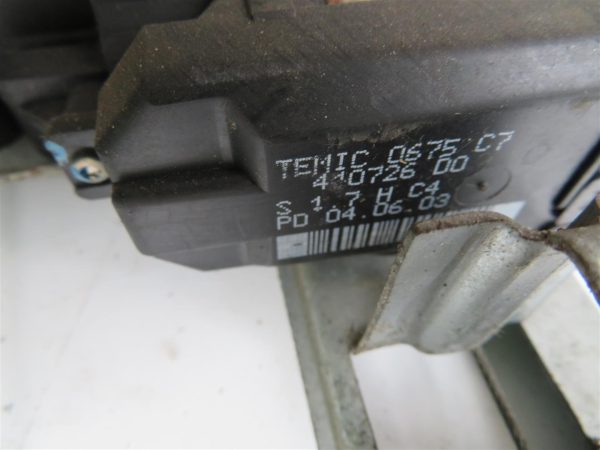 TEMIC 0675 C7
410726 D0
S 1.7 H C4
PD 04.06.03